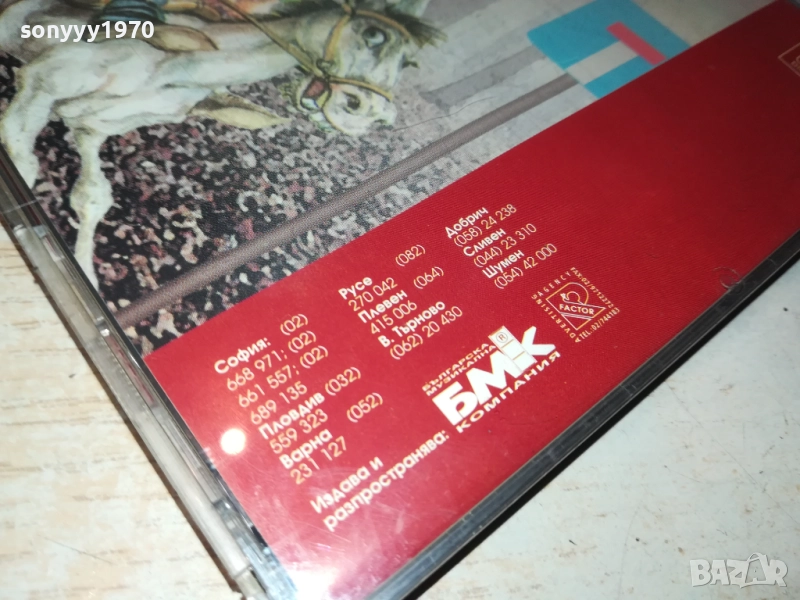 sonyyy1970
София: (02)
668 971; (02)
661 557; (02)
689 135
Пловдив (032)
559 323
Варна (052)
231 127
Русе (082)
270 042
Плевен (064)
415 006
В. Търново
(062) 20 430
Добрич
(058) 24 238
Сливен
(044) 23 310
Шумен
(054) 42 000
Издава и
разпространява:
БЪЛГАРСКА
МУЗИКАЛНА
®
БМК
КОМПАНИЯ
AGENCY
FACTOR
BAZAR